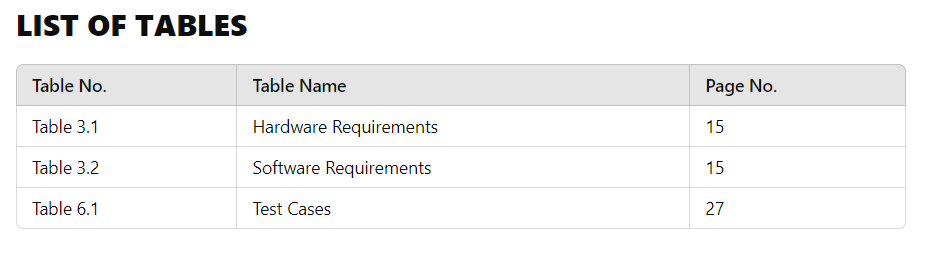 LIST OF TABLES
Table No. Table Name Page No.
Table 3.1 Hardware Requirements 15
Table 3.2 Software Requirements 15
Table 6.1 Test Cases 27